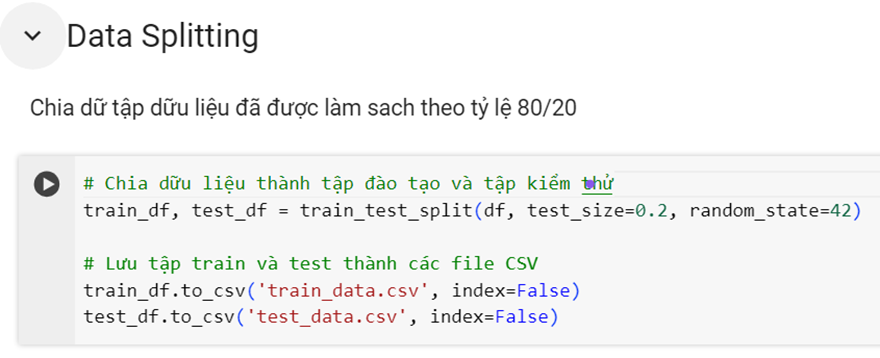 Data Splitting
Chia dữ tập dữu liệu đã được làm sach theo tỷ lệ 80/20
# Chia dữu liệu thành tập đào tạo và tập kiểm thử
train_df, test_df = train_test_split(df, test_size=0.2, random_state=42)
# Lưu tập train và test thành các file CSV
train_df.to_csv('train_data.csv', index=False)
test_df.to_csv('test_data.csv', index=False)